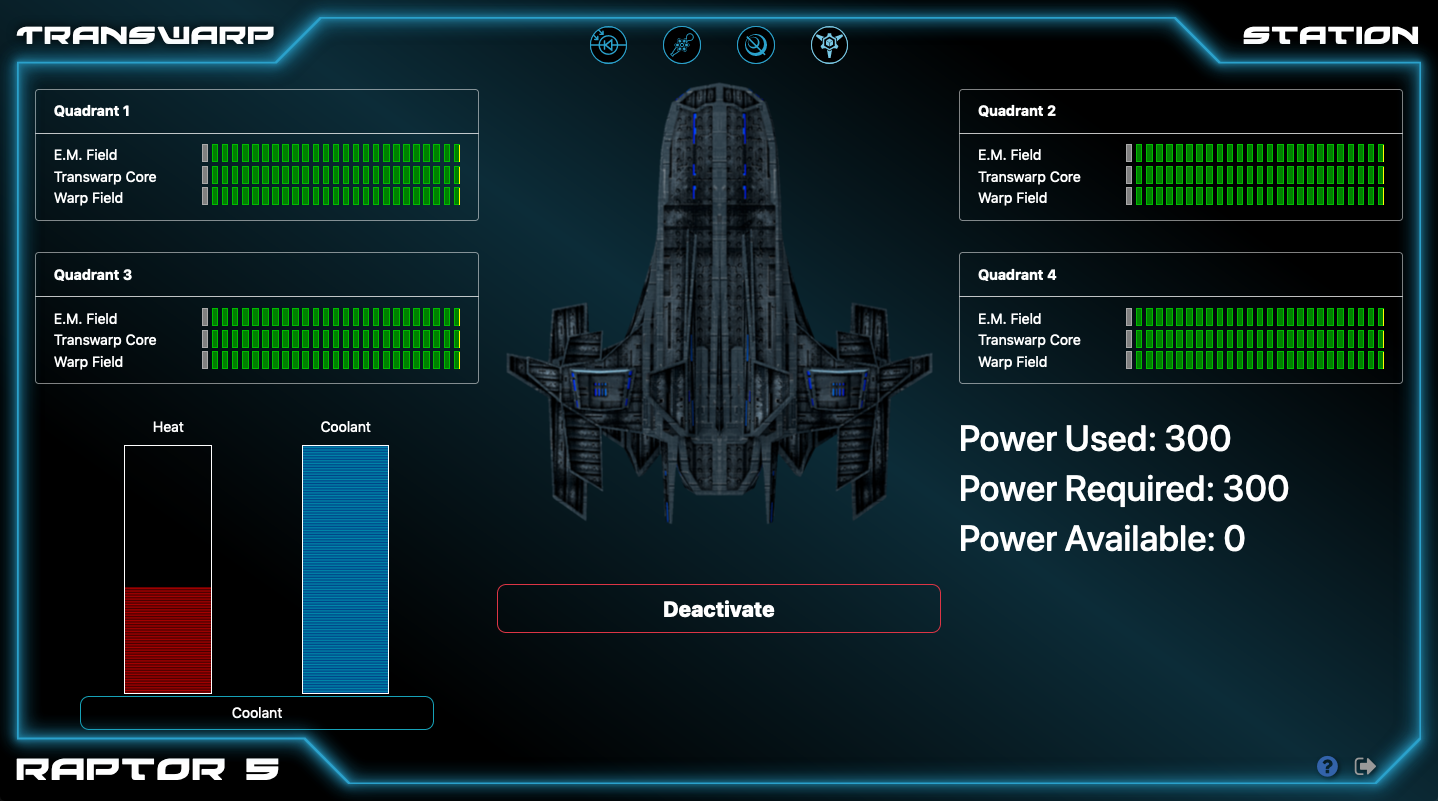 TRANSWARP
STATION
Quadrant 1
E.M. Field
Transwarp Core
Warp Field
Quadrant 2
E.M. Field
Transwarp Core
Warp Field
Quadrant 3
E.M. Field
Transwarp Core
Warp Field
Quadrant 4
E.M. Field
Transwarp Core
Warp Field
Heat
Coolant
Coolant
Power Used: 300
Power Required: 300
Power Available: 0
Deactivate
RAPTOR 5
?